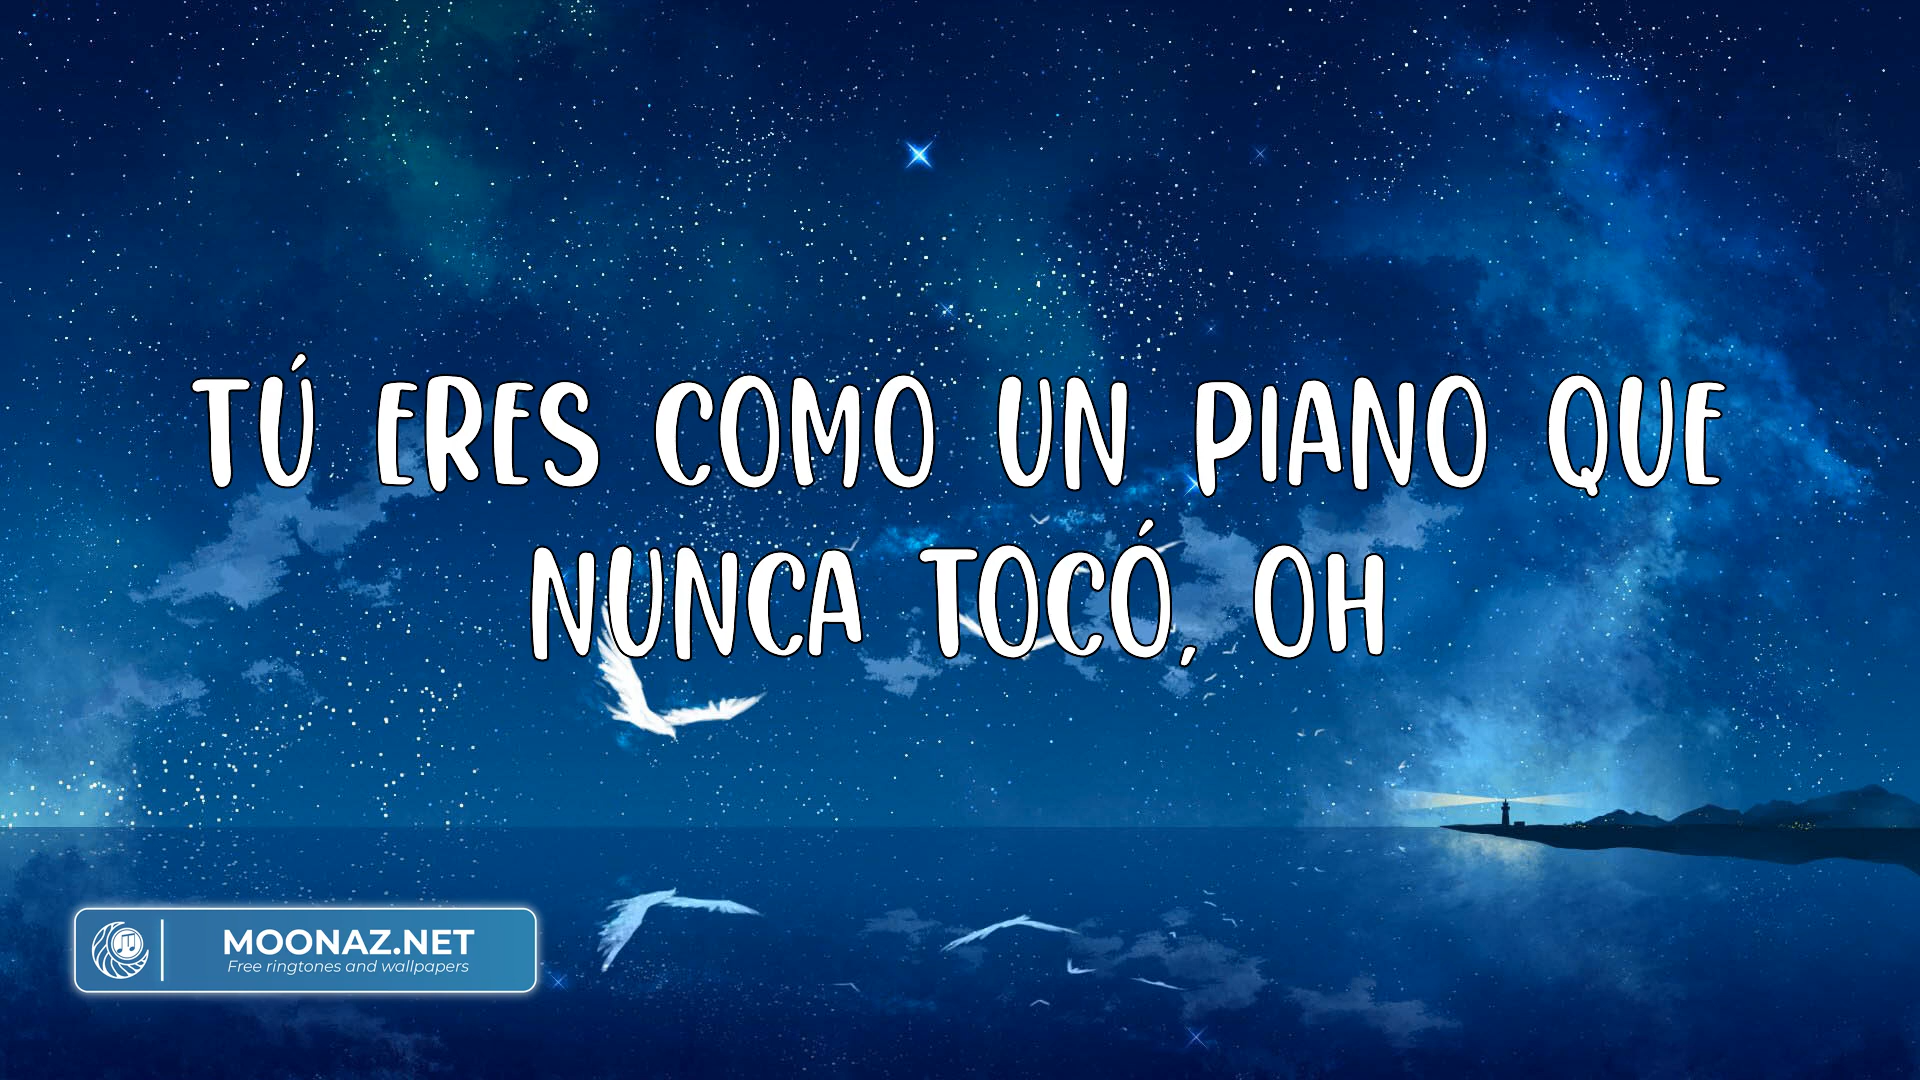 TÚ ERES COMO UN PIANO QUE
NUNCA TOCÓ, OH
MOONAZ.NET
Free ringtones and wallpapers